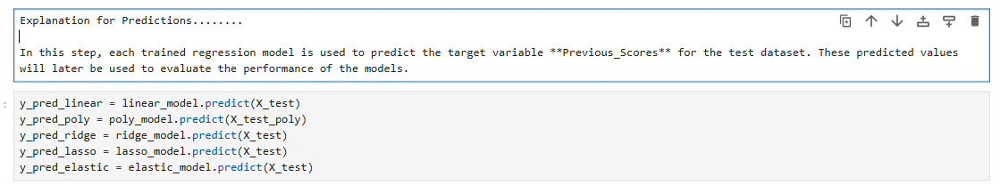 Explanation for Predictions........
In this step, each trained regression model is used to predict the target variable **Previous_Scores** for the test dataset. These predicted values
will later be used to evaluate the performance of the models.
:
y_pred_linear = linear_model.predict(X_test)
y_pred_poly = poly_model.predict(X_test_poly)
y_pred_ridge = ridge_model.predict(X_test)
y_pred_lasso = lasso_model.predict(X_test)
y_pred_elastic = elastic_model.predict(X_test)